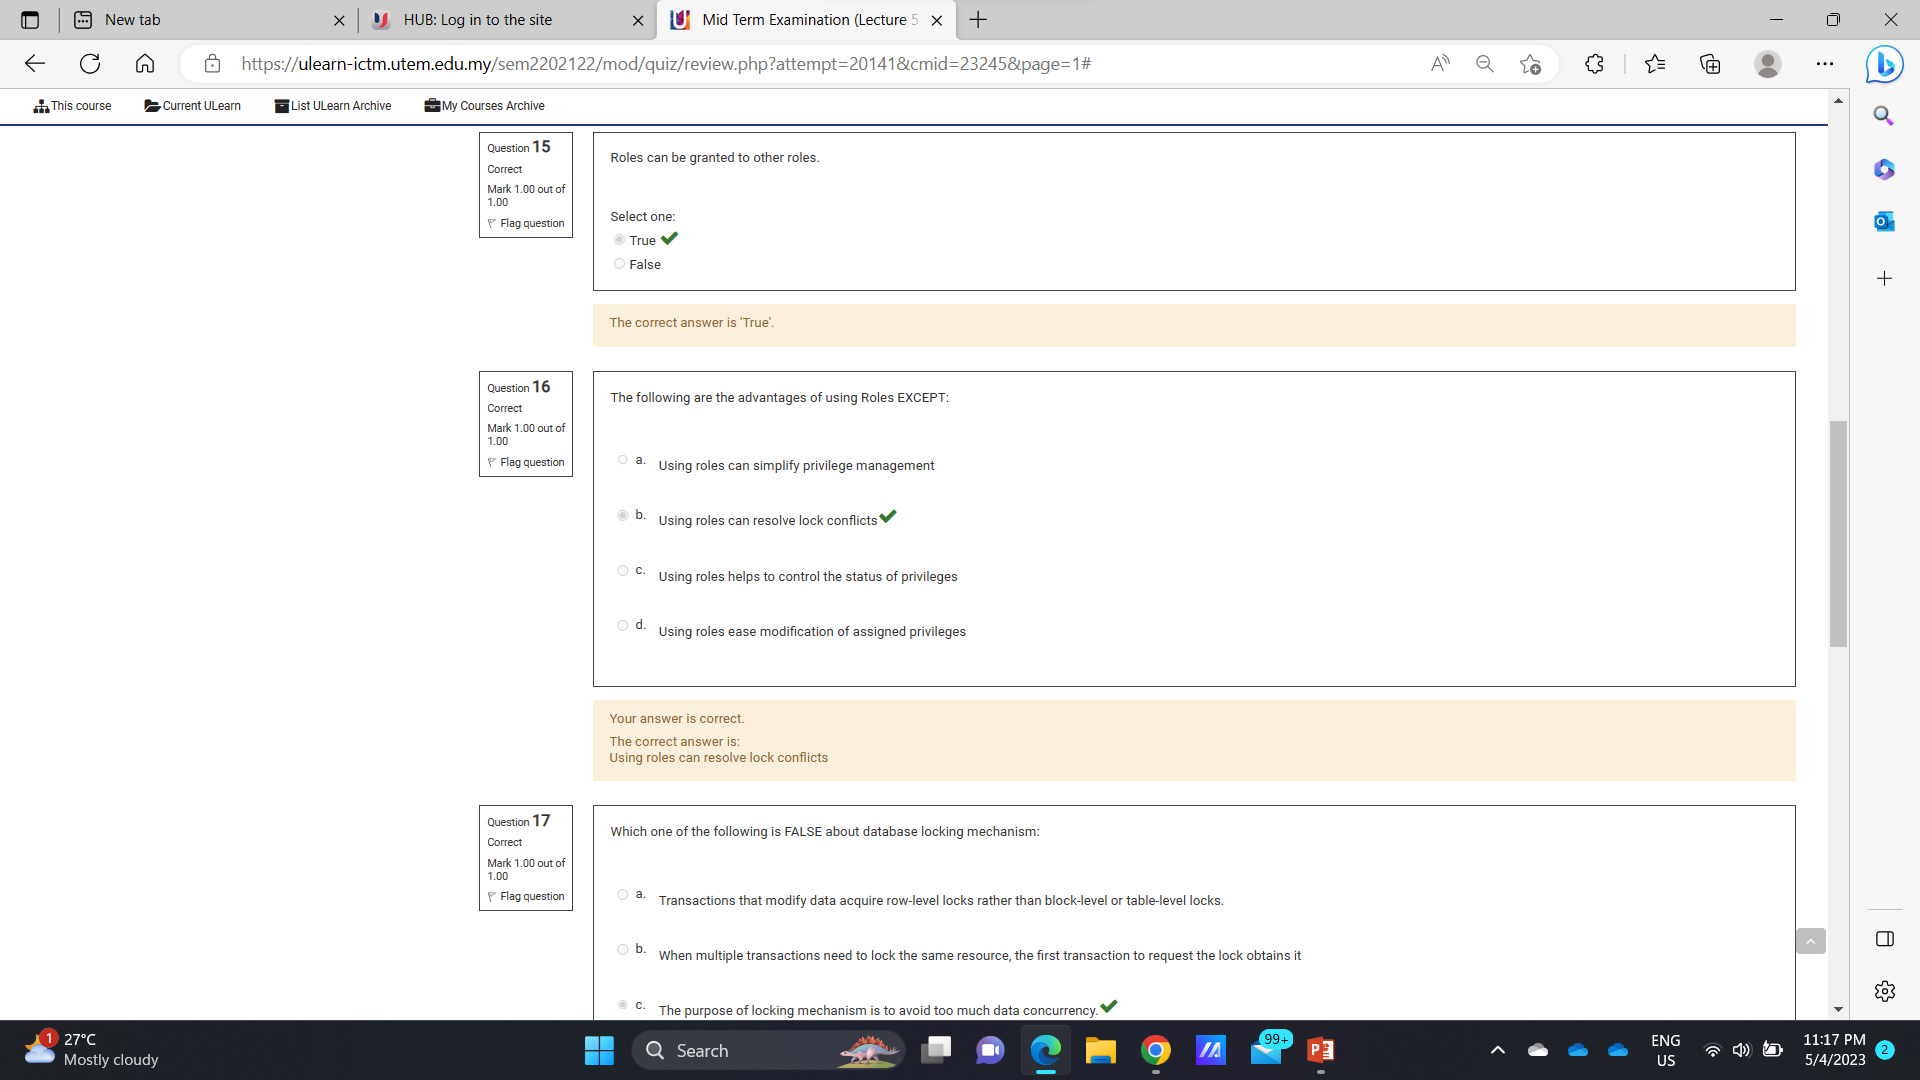 New tab
HUB: Log in to the site
Mid Term Examination (Lecture 5
https://ulearn-ictm.utem.edu.my/sem2202122/mod/quiz/review.php?attempt=20141&cmid=23245&page=1#
This course
Current ULearn
List ULearn Archive
My Courses Archive
Question 15
Correct
Mark 1.00 out of
1.00
Flag question
Roles can be granted to other roles.
Select one:
True
False
The correct answer is 'True'.
Question 16
Correct
Mark 1.00 out of
1.00
Flag question
The following are the advantages of using Roles EXCEPT:
a. Using roles can simplify privilege management
b. Using roles can resolve lock conflicts
c. Using roles helps to control the status of privileges
d. Using roles ease modification of assigned privileges
Your answer is correct.
The correct answer is:
Using roles can resolve lock conflicts
Question 17
Correct
Mark 1.00 out of
1.00
Flag question
Which one of the following is FALSE about database locking mechanism:
a. Transactions that modify data acquire row-level locks rather than block-level or table-level locks.
b. When multiple transactions need to lock the same resource, the first transaction to request the lock obtains it
c. The purpose of locking mechanism is to avoid too much data concurrency.
1
27°C
Mostly cloudy
Search
99+
ENG
US
11:17 PM
5/4/2023
2